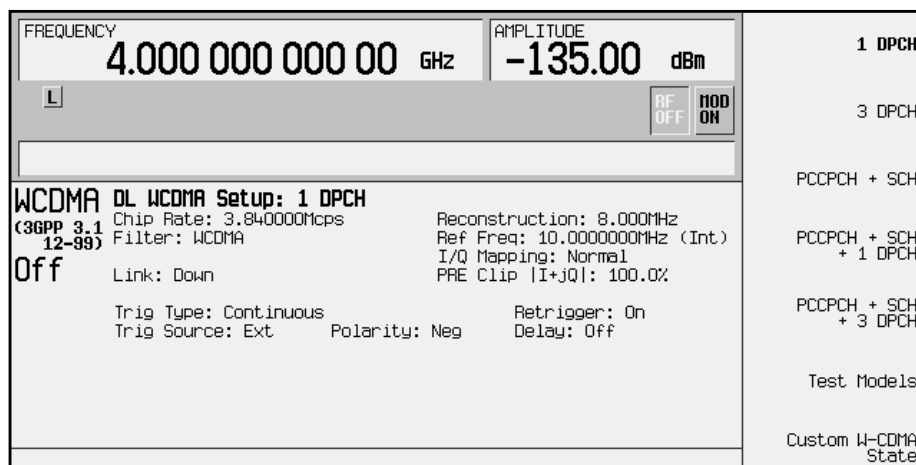 FREQUENCY
4.000 000 000 00 GHz
AMPLITUDE
-135.00 dBm
L
RF OFF
MOD ON
WCDMA
(3GPP 3.1 12-99)
Off
DL WCDMA Setup: 1 DPCH
Chip Rate: 3.840000Mcps
Reconstruction: 8.000MHz
Filter: WCDMA
Ref Freq: 10.0000000MHz (Int)
I/Q Mapping: Normal
Link: Down
PRE Clip |I+jQ|: 100.0%
Trig Type: Continuous
Retrigger: On
Trig Source: Ext
Polarity: Neg
Delay: Off
1 DPCH
3 DPCH
PCCPCH + SCH
PCCPCH + SCH
+ 1 DPCH
PCCPCH + SCH
+ 3 DPCH
Test Models
Custom W-CDMA
State